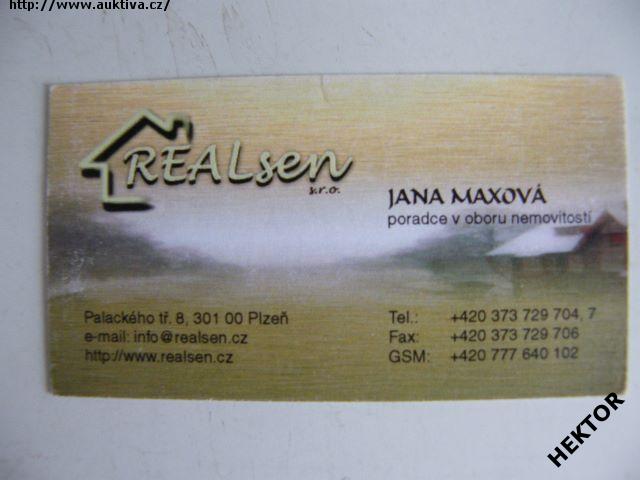 http://www.auktiva.cz/
REALsen
s.r.o.
JANA MAXOVÁ
poradce v oboru nemovitostí
Palackého tř. 8, 301 00 Plzeň
e-mail: info@realsen.cz
http://www.realsen.cz
Tel.: +420 373 729 704, 7
Fax: +420 373 729 706
GSM: +420 777 640 102
HEKTOR